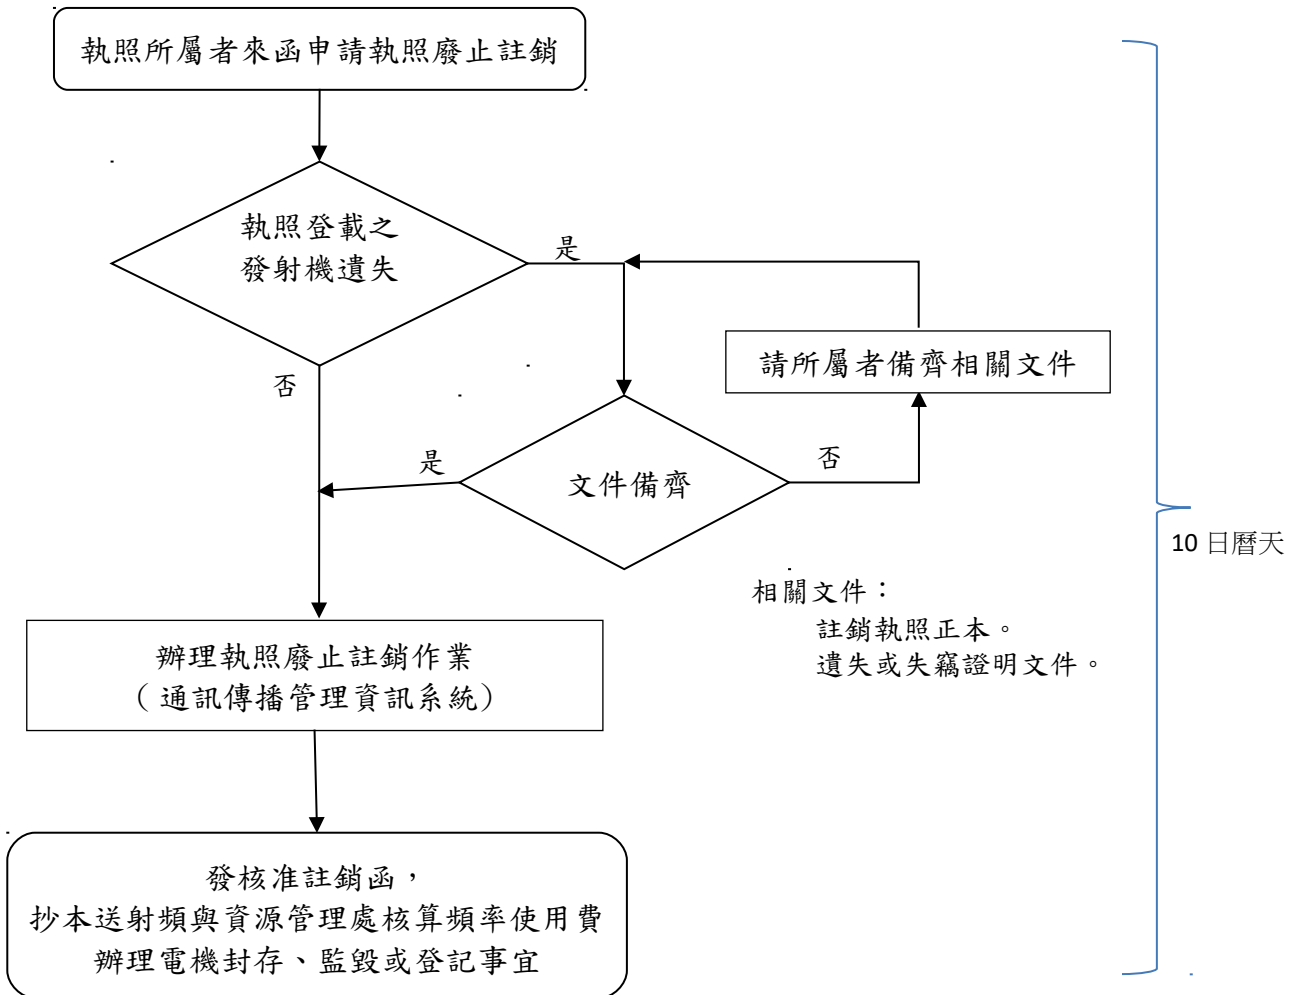 執照所屬者來函申請執照廢止註銷
執照登載之
發射機遺失
是
請所屬者備齊相關文件
否
是
文件備齊
否
10 日曆天
相關文件：
註銷執照正本。
遺失或失竊證明文件。
辦理執照廢止註銷作業
（通訊傳播管理資訊系統）
發核准註銷函，
抄本送射頻與資源管理處核算頻率使用費
辦理電機封存、監毀或登記事宜